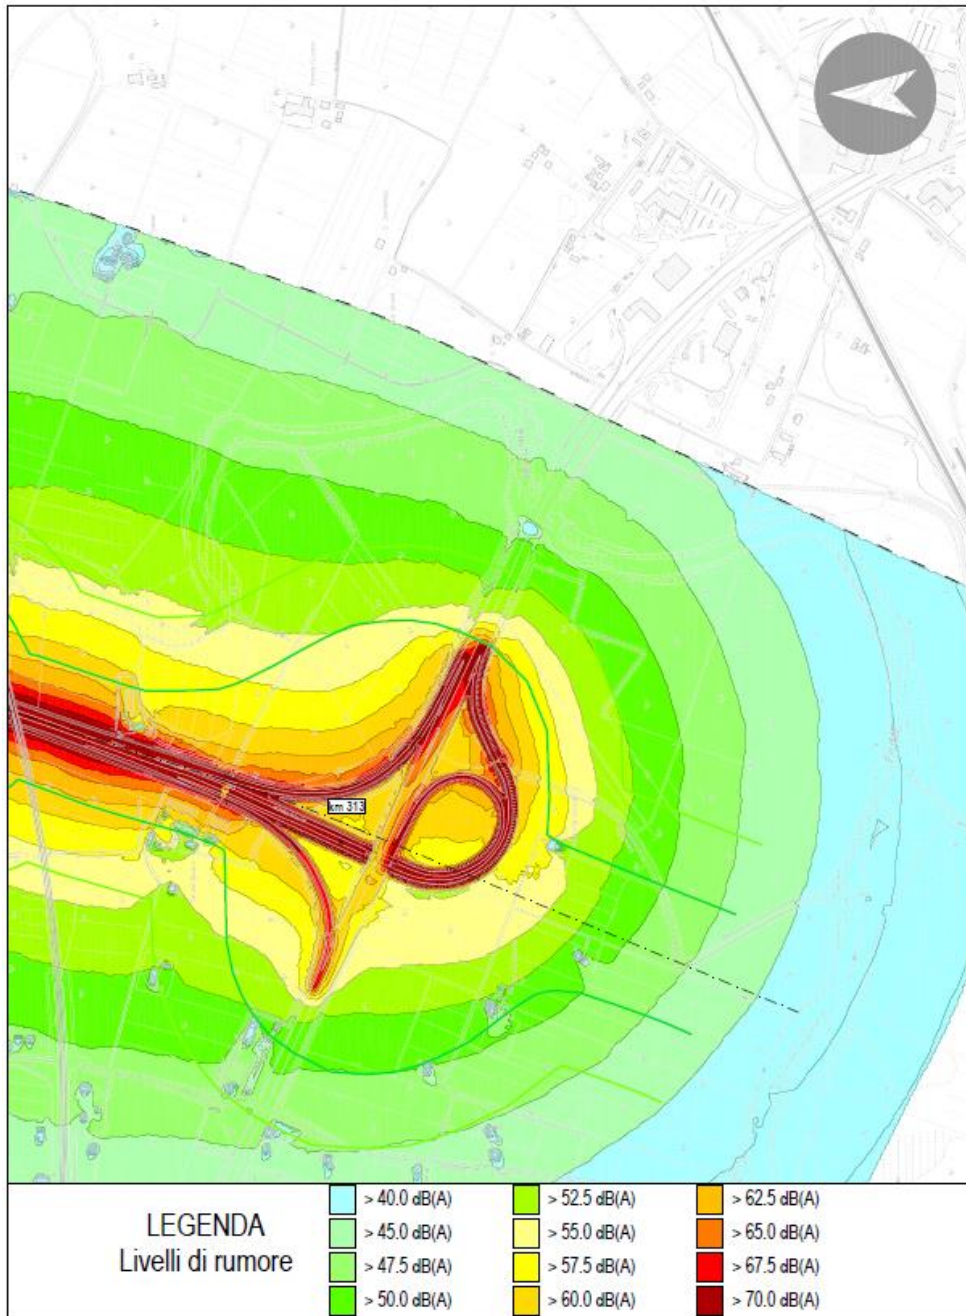 km 313
LEGENDA
Livelli di rumore
> 40.0 dB(A)
> 45.0 dB(A)
> 47.5 dB(A)
> 50.0 dB(A)
> 52.5 dB(A)
> 55.0 dB(A)
> 57.5 dB(A)
> 60.0 dB(A)
> 62.5 dB(A)
> 65.0 dB(A)
> 67.5 dB(A)
> 70.0 dB(A)